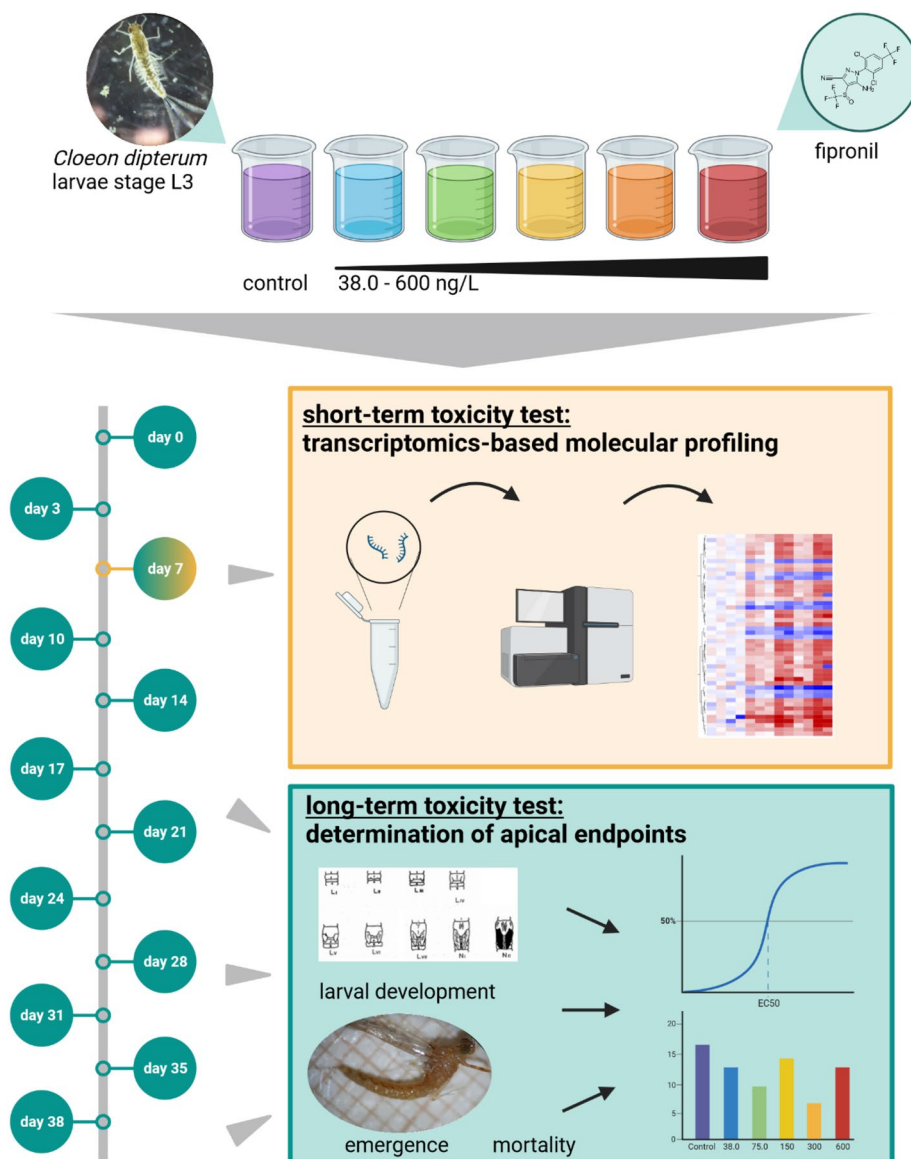 Cloeon dipterum
larvae stage L3
fipronil
control
38.0 - 600 ng/L
day 0
day 3
day 7
day 10
day 14
day 17
day 21
day 24
day 28
day 31
day 35
day 38
short-term toxicity test:
transcriptomics-based molecular profiling
long-term toxicity test:
determination of apical endpoints
larval development
emergence
mortality
50%
EC50
20
15
10
5
0
Control 38.0 75.0 150 300 600